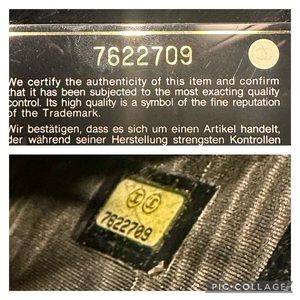 7622709
We certify the authenticity of this item and confirm
that it has been subjected to the most exacting quality
control. Its high quality is a symbol of the fine reputation
of the Trademark.
Wir bestätigen, dass es sich um einen Artikel handelt,
der während seiner Herstellung strengsten Kontrollen
7622709
PIC•COLLAGE